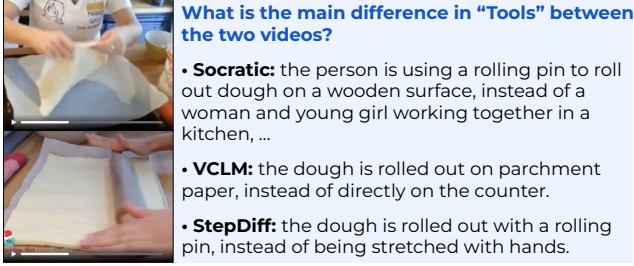 What is the main difference in “Tools” between
the two videos?
• Socratic: the person is using a rolling pin to roll
out dough on a wooden surface, instead of a
woman and young girl working together in a
kitchen, ...
• VCLM: the dough is rolled out on parchment
paper, instead of directly on the counter.
• StepDiff: the dough is rolled out with a rolling
pin, instead of being stretched with hands.